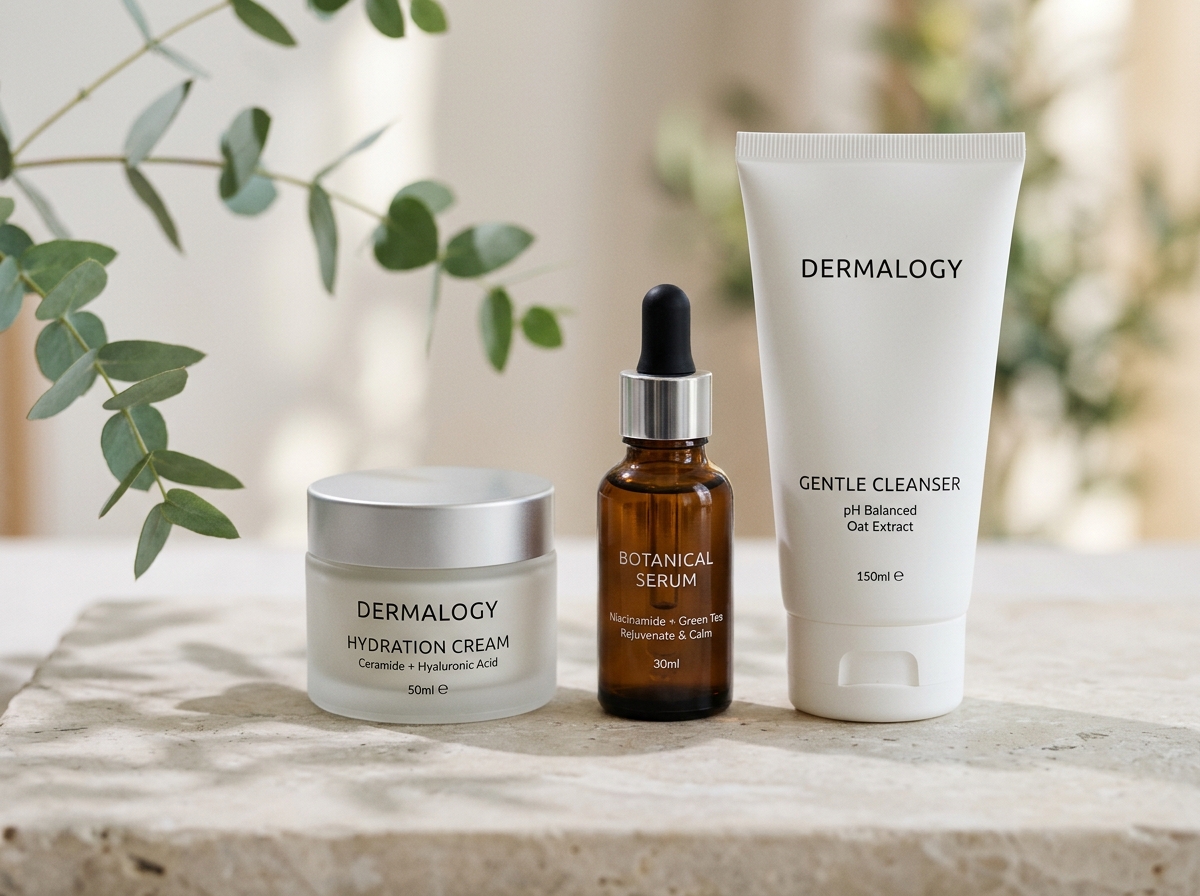 DERMALOGY
HYDRATION CREAM
Ceramide + Hyaluronic Acid
50ml ℮
BOTANICAL
SERUM
Niacinamide + Green Tes
Rejuvenate & Calm
30ml
DERMALOGY
GENTLE CLEANSER
pH Balanced
Oat Extract
150ml ℮